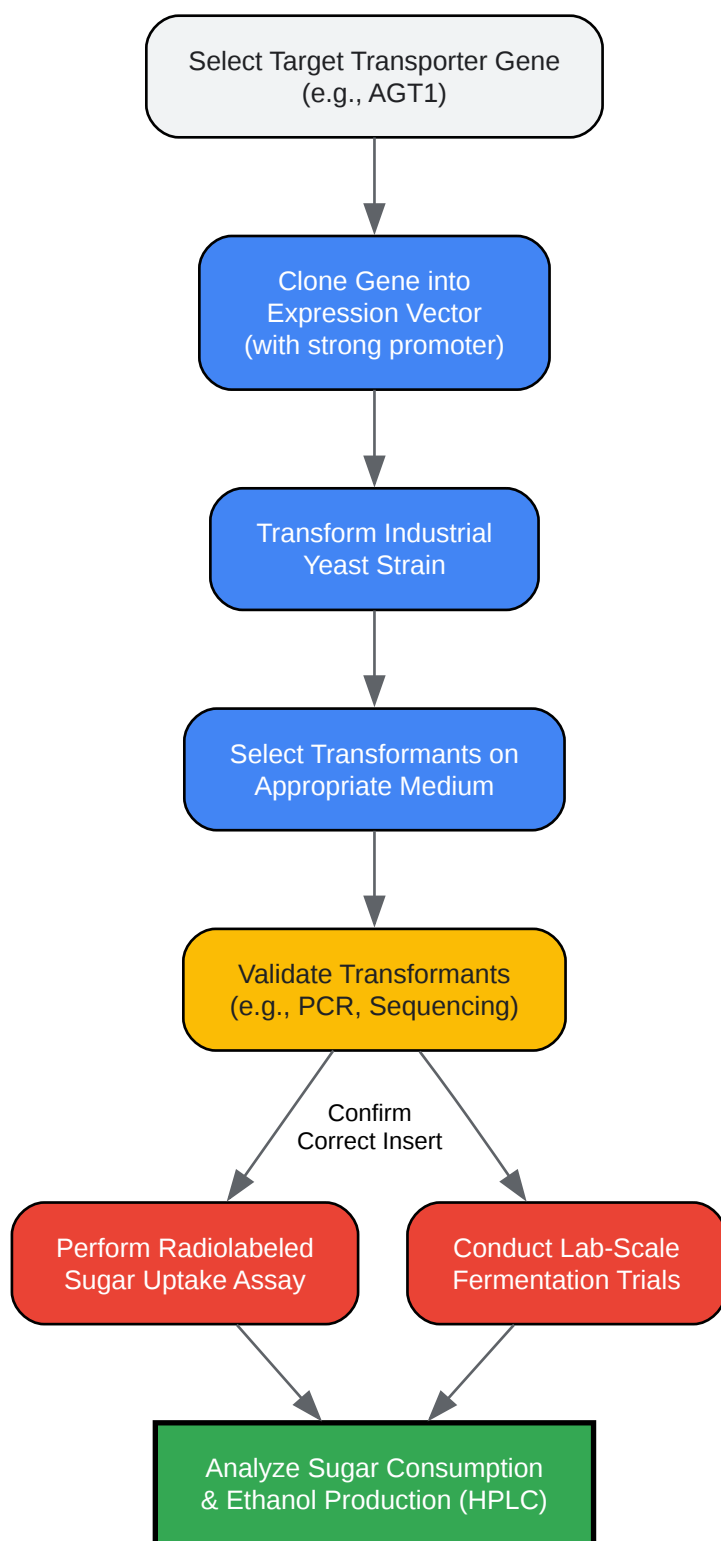 Select Target Transporter Gene
(e.g., AGT1)
Clone Gene into
Expression Vector
(with strong promoter)
Transform Industrial
Yeast Strain
Select Transformants on
Appropriate Medium
Validate Transformants
(e.g., PCR, Sequencing)
Confirm
Correct Insert
Perform Radiolabeled
Sugar Uptake Assay
Conduct Lab-Scale
Fermentation Trials
Analyze Sugar Consumption
& Ethanol Production (HPLC)